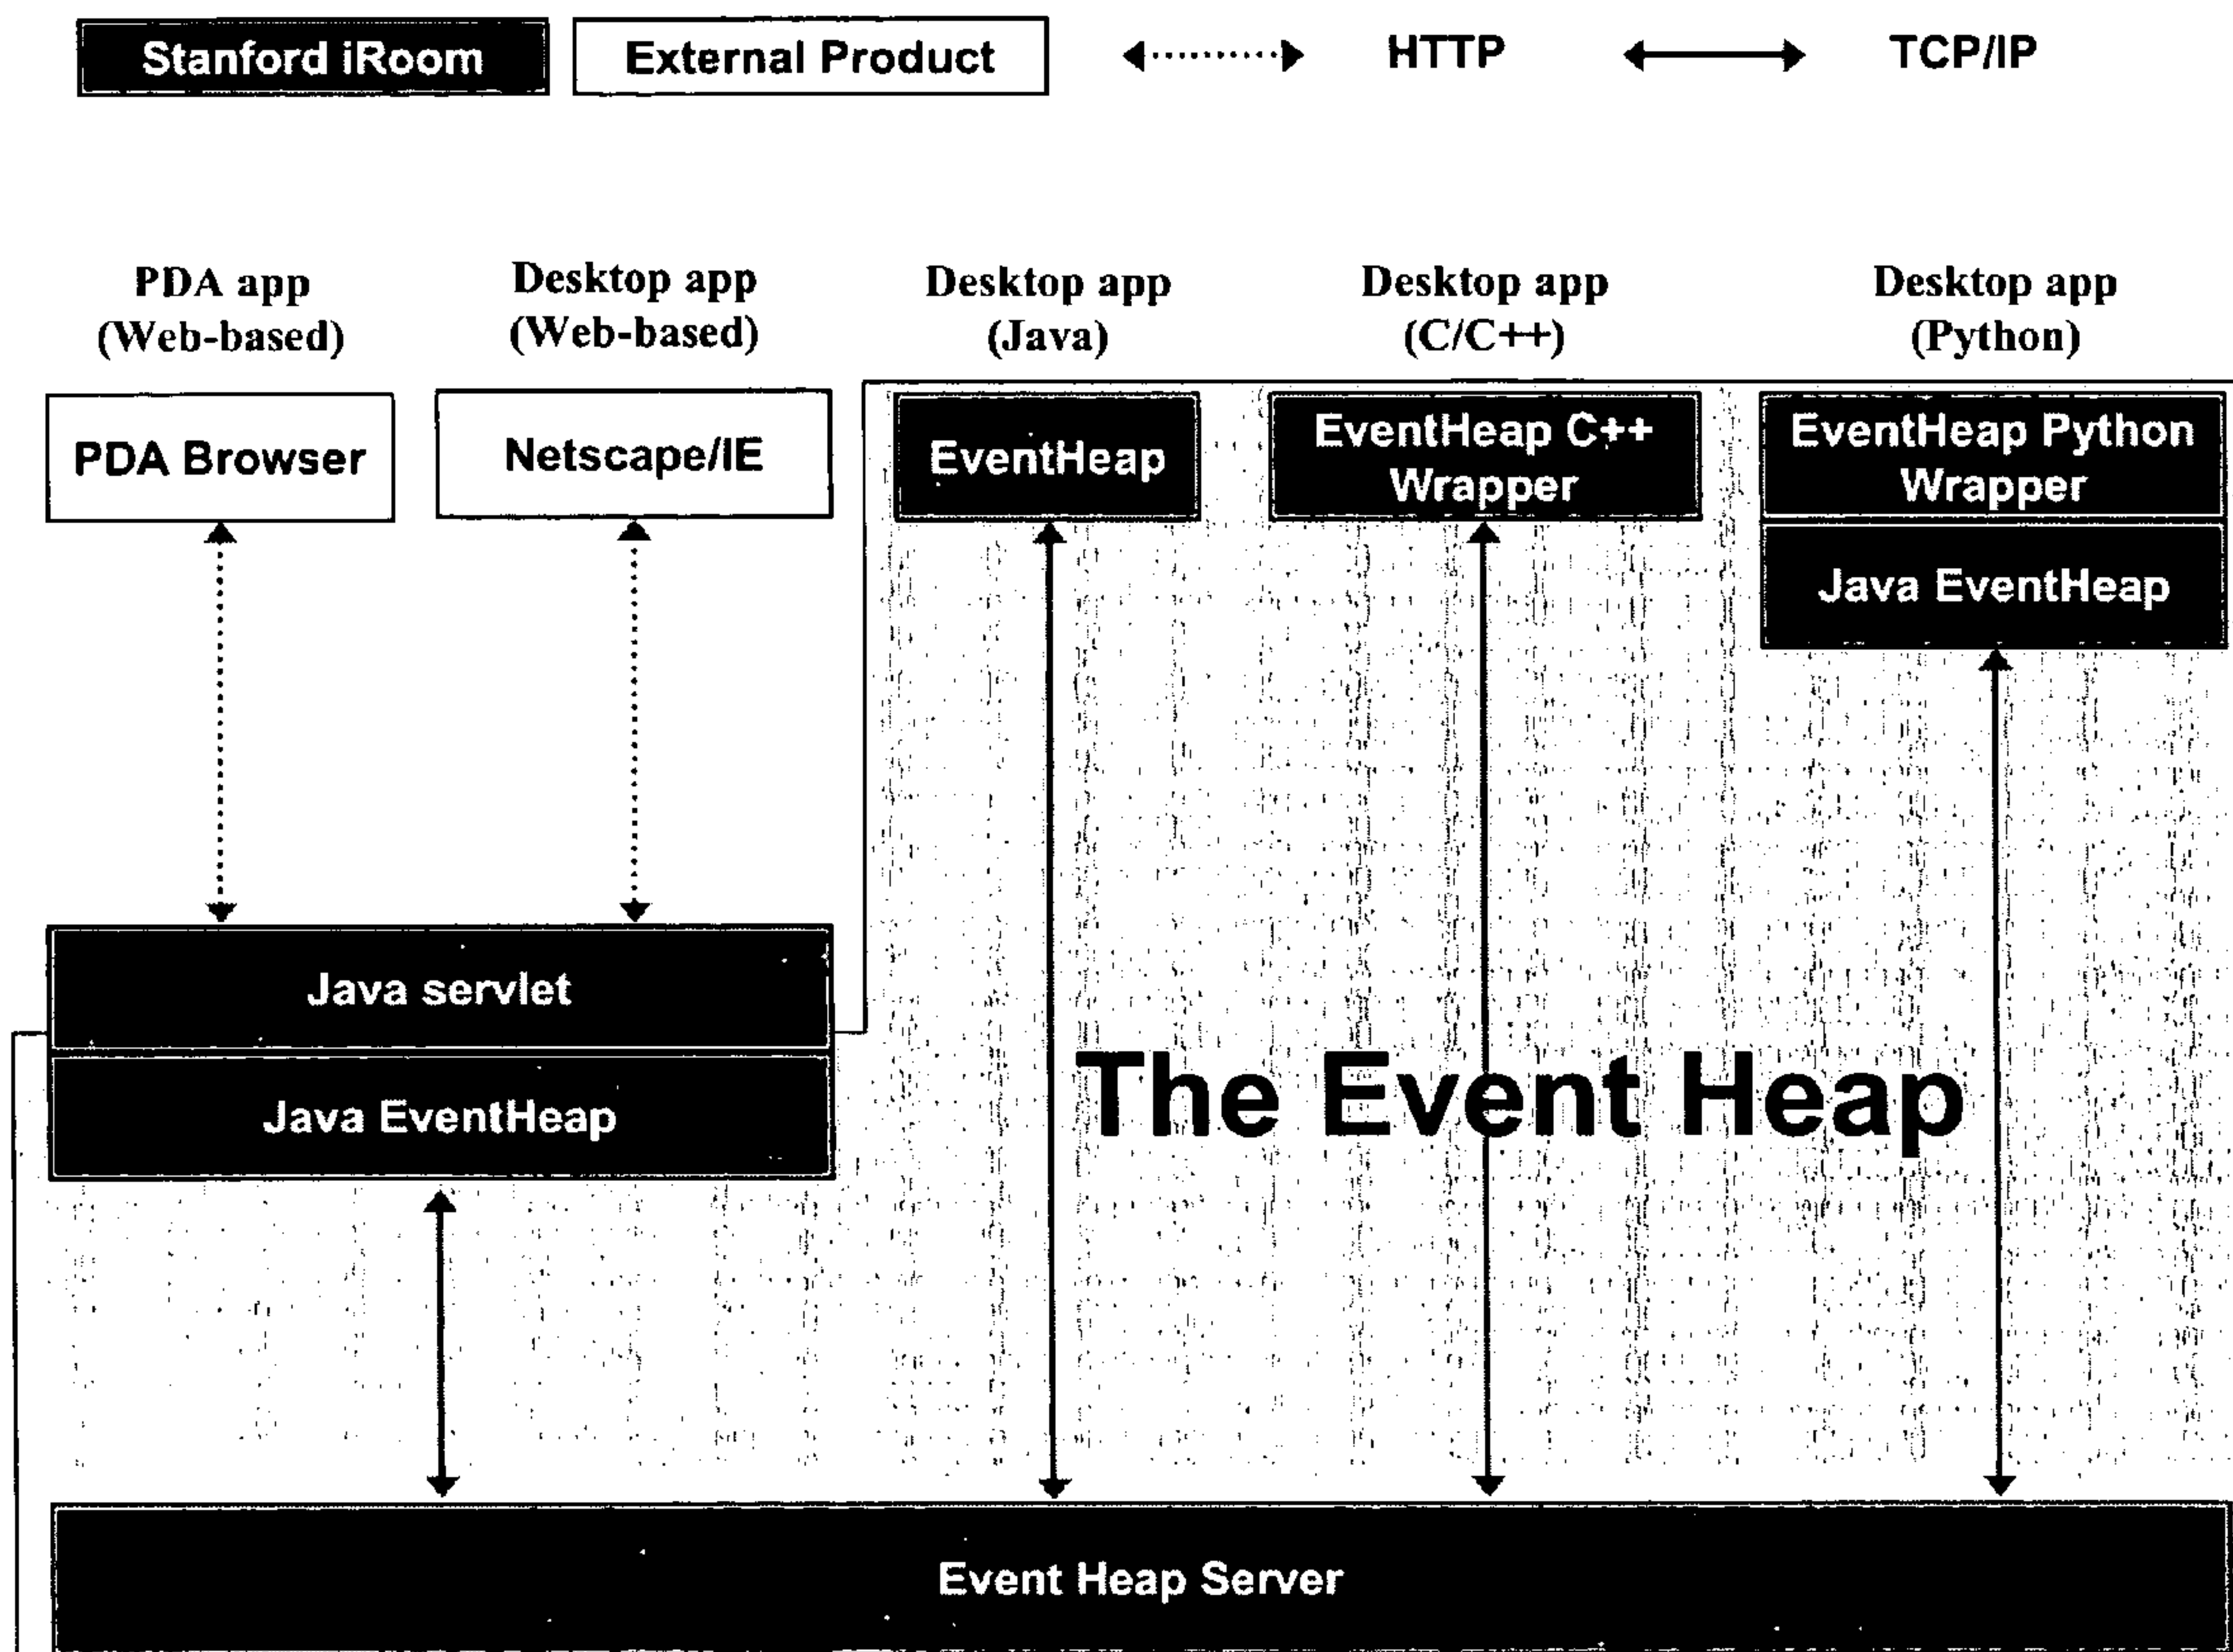 Stanford iRoom
External Product
HTTP
TCP/IP
PDA app
(Web-based)
Desktop app
(Web-based)
Desktop app
(Java)
Desktop app
(C/C++)
Desktop app
(Python)
PDA Browser
Netscape/IE
EventHeap
EventHeap C++
Wrapper
EventHeap Python
Wrapper
Java EventHeap
Java servlet
Java EventHeap
The Event Heap
Event Heap Server